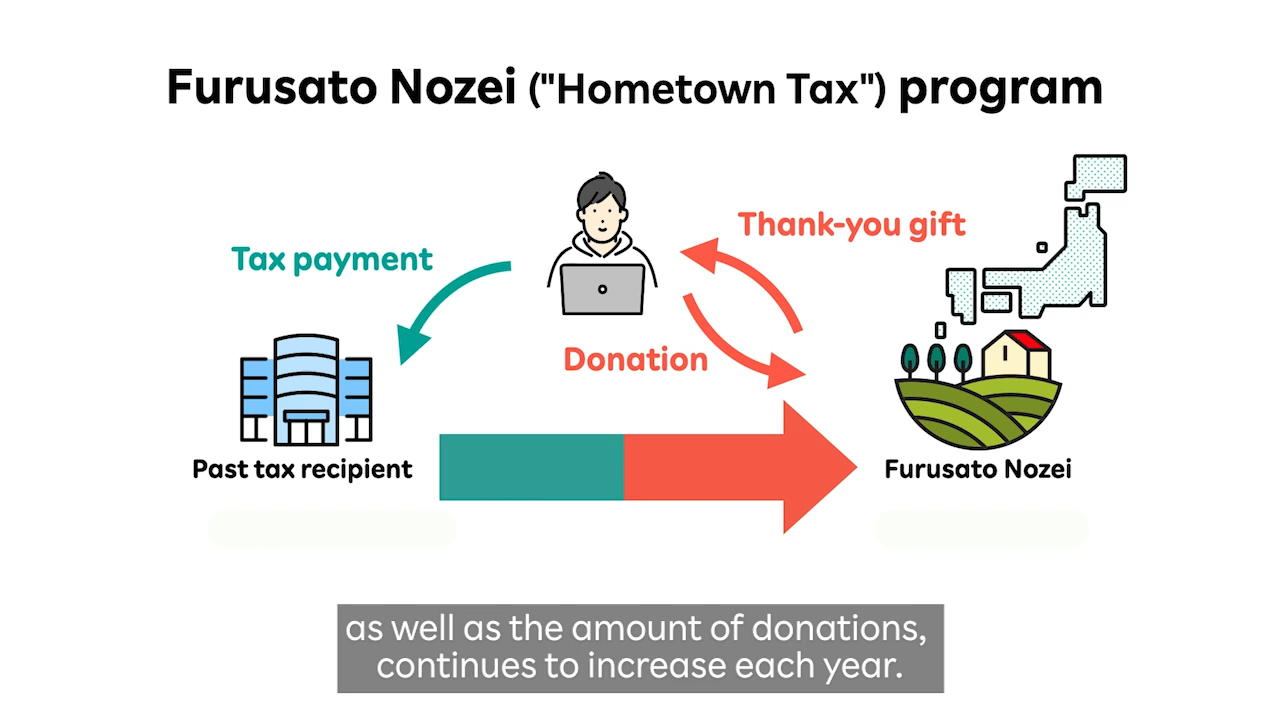 Furusato Nozei ("Hometown Tax") program
Thank-you gift
Tax payment
Donation
Past tax recipient
Furusato Nozei
as well as the amount of donations,
continues to increase each year.